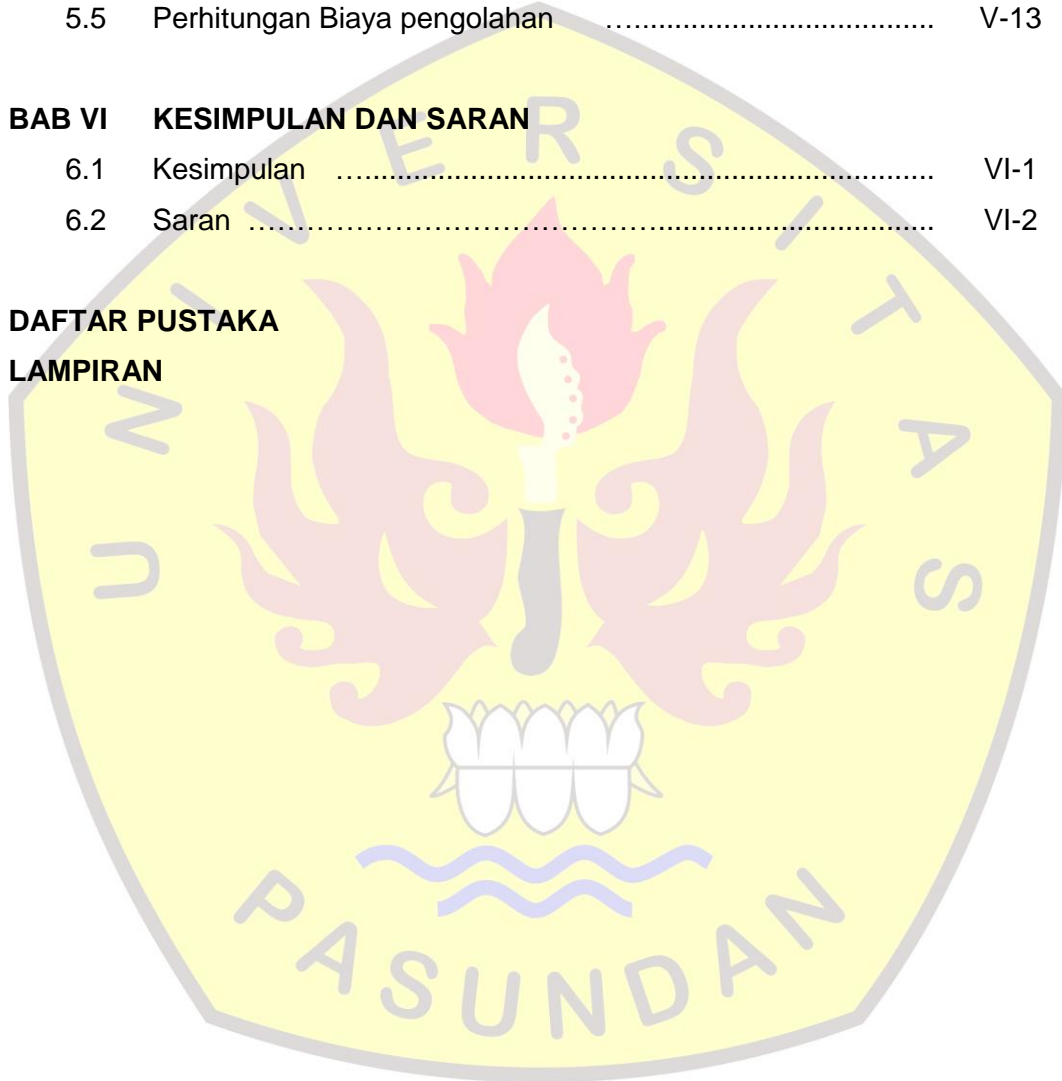 5.5 Perhitungan Biaya pengolahan …................................... V-13
BAB VI KESIMPULAN DAN SARAN
6.1 Kesimpulan …..................................................................... VI-1
6.2 Saran ……………………………………................................. VI-2
DAFTAR PUSTAKA
LAMPIRAN
UNIVERSITAS
PASUNDAN